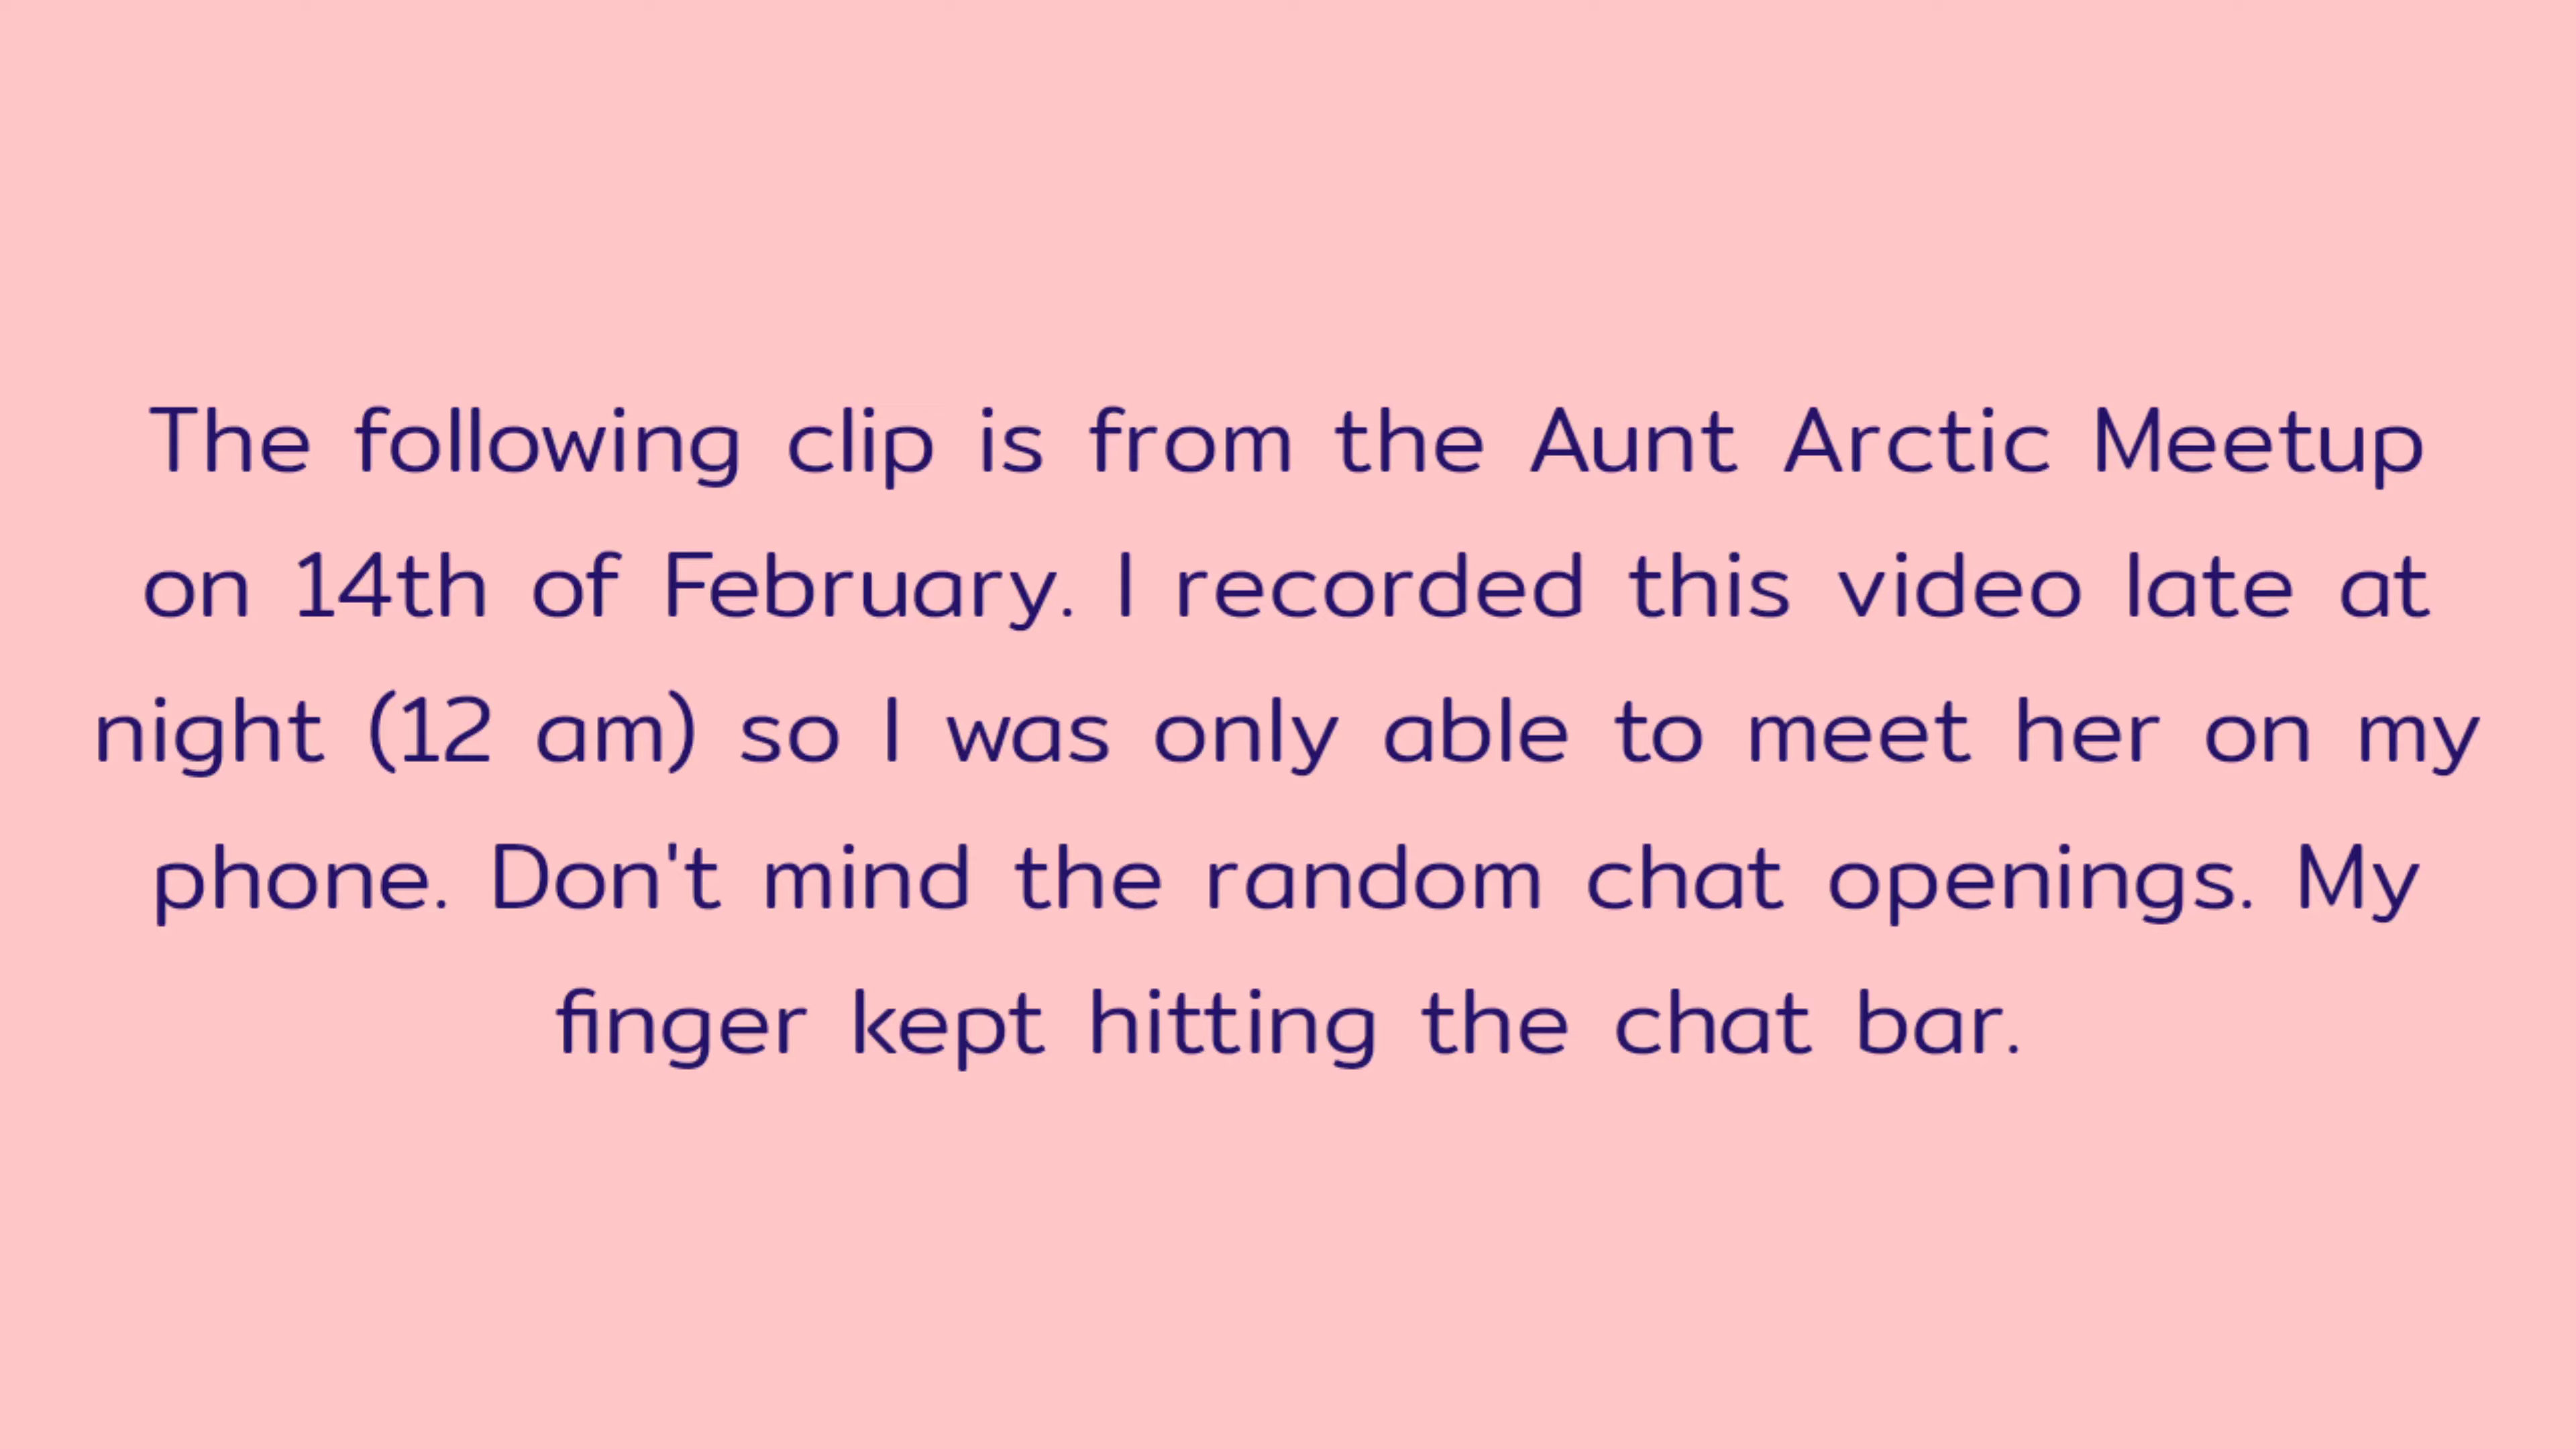 The following clip is from the Aunt Arctic Meetup
on 14th of February. I recorded this video late at
night (12 am) so I was only able to meet her on my
phone. Don't mind the random chat openings. My
finger kept hitting the chat bar.